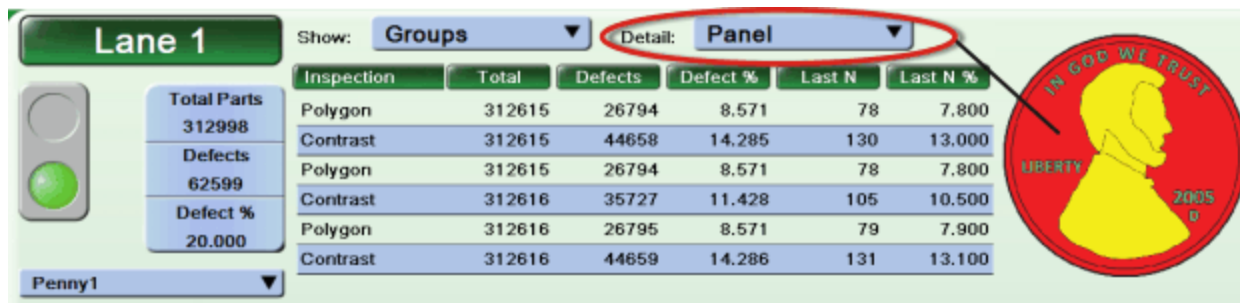 Lane 1
Show: Groups Detail: Panel
Total Parts
312998
Defects
62599
Defect %
20.000
Penny1
Inspection Total Defects Defect % Last N Last N %
Polygon 312615 26794 8.571 78 7.800
Contrast 312615 44658 14.285 130 13.000
Polygon 312615 26794 8.571 78 7.800
Contrast 312616 35727 11.428 105 10.500
Polygon 312616 26795 8.571 79 7.900
Contrast 312616 44659 14.286 131 13.100
IN GOD WE TRUST
LIBERTY
2005
D